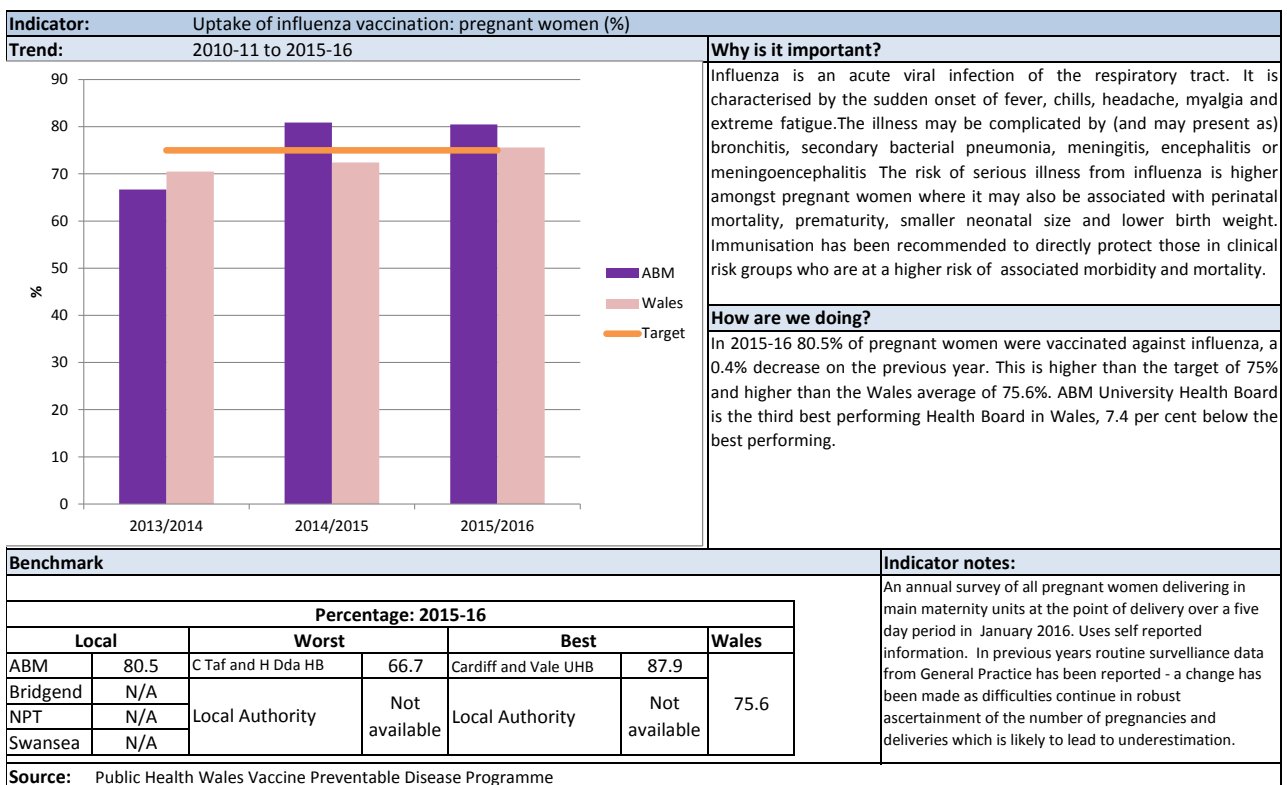 Indicator: Uptake of influenza vaccination: pregnant women (%)
Trend: 2010-11 to 2015-16
90
80
70
60
50
40
30
20
10
0
%
2013/2014 2014/2015 2015/2016
ABM
Wales
Target
Why is it important?
Influenza is an acute viral infection of the respiratory tract. It is
characterised by the sudden onset of fever, chills, headache, myalgia and
extreme fatigue.The illness may be complicated by (and may present as)
bronchitis, secondary bacterial pneumonia, meningitis, encephalitis or
meningoencephalitis The risk of serious illness from influenza is higher
amongst pregnant women where it may also be associated with perinatal
mortality, prematurity, smaller neonatal size and lower birth weight.
Immunisation has been recommended to directly protect those in clinical
risk groups who are at a higher risk of associated morbidity and mortality.
How are we doing?
In 2015-16 80.5% of pregnant women were vaccinated against influenza, a
0.4% decrease on the previous year. This is higher than the target of 75%
and higher than the Wales average of 75.6%. ABM University Health Board
is the third best performing Health Board in Wales, 7.4 per cent below the
best performing.
Benchmark
Percentage: 2015-16
Local Worst Best Wales
ABM 80.5 C Taf and H Dda HB 66.7 Cardiff and Vale UHB 87.9 75.6
Bridgend N/A Local Authority Not available Local Authority Not available
NPT N/A
Swansea N/A
Indicator notes:
An annual survey of all pregnant women delivering in
main maternity units at the point of delivery over a five
day period in January 2016. Uses self reported
information. In previous years routine survelliance data
from General Practice has been reported - a change has
been made as difficulties continue in robust
ascertainment of the number of pregnancies and
deliveries which is likely to lead to underestimation.
Source: Public Health Wales Vaccine Preventable Disease Programme